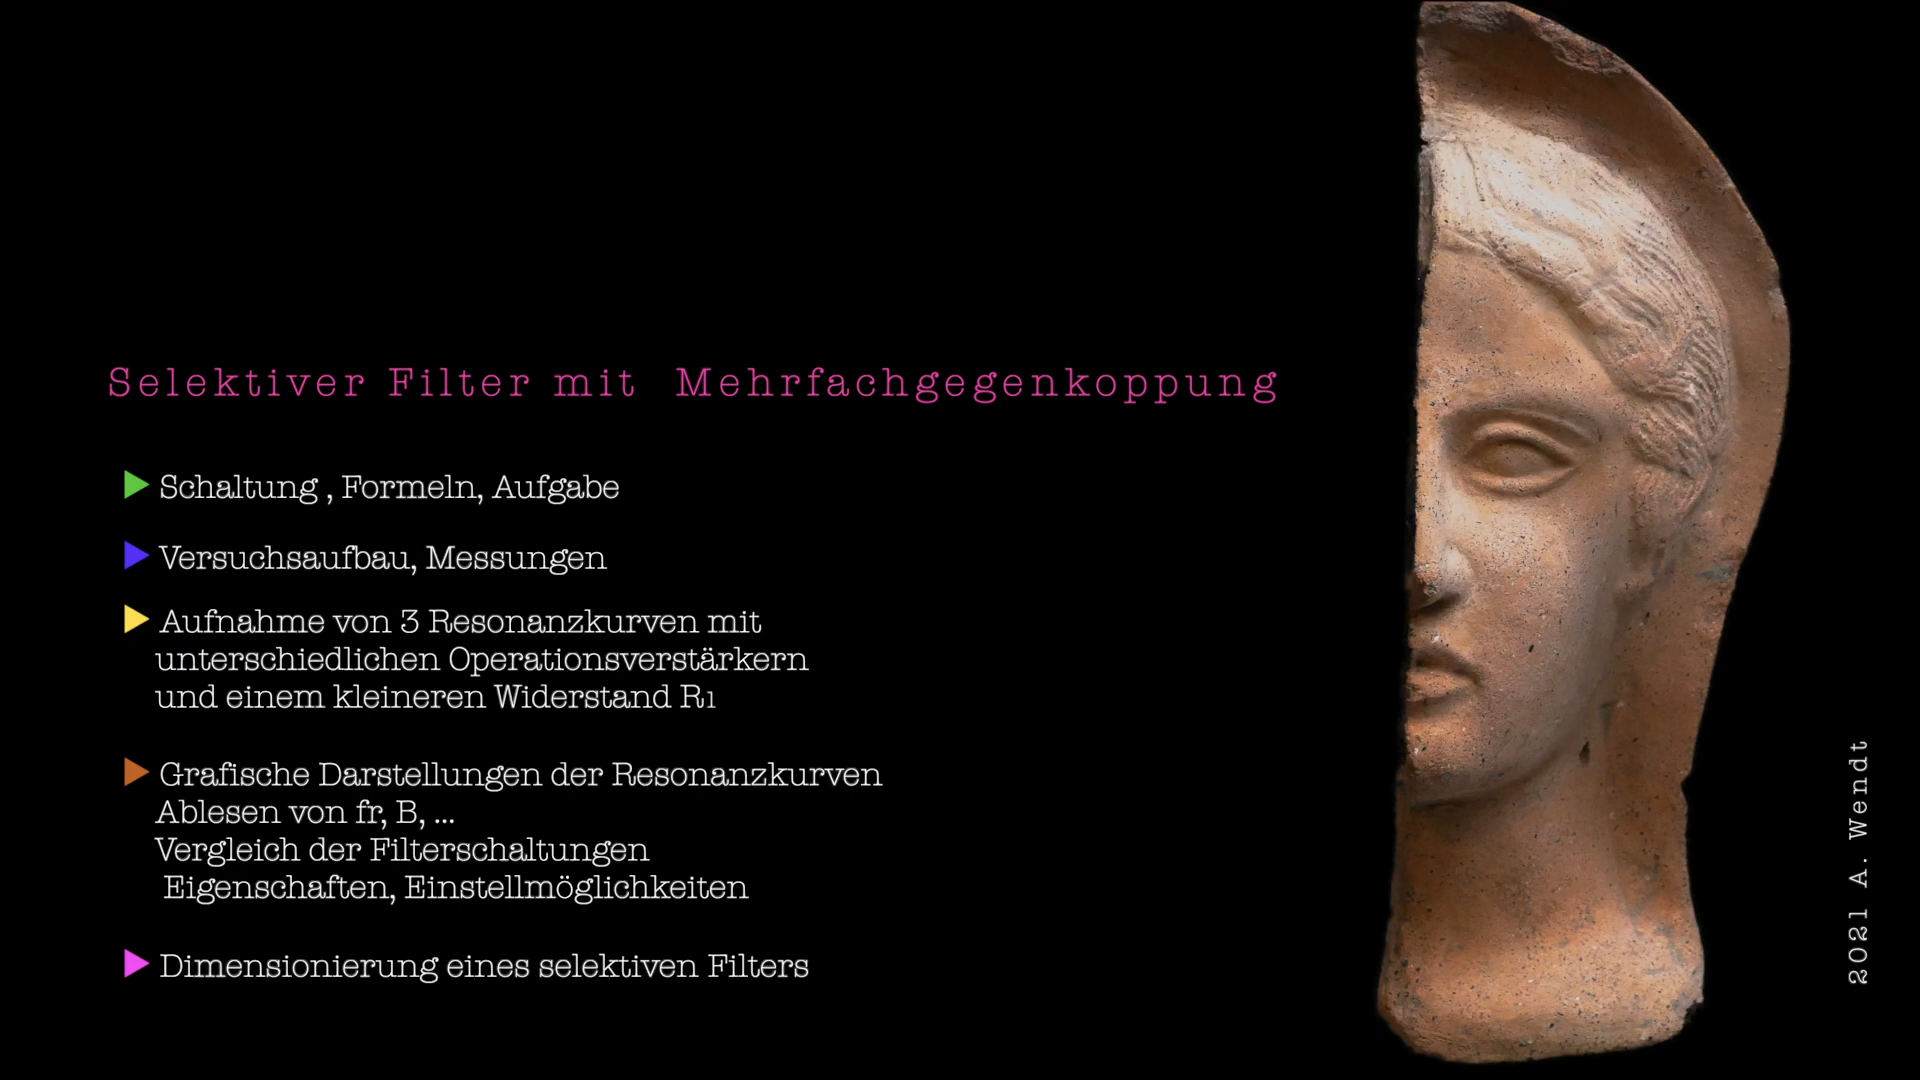 Selektiver Filter mit Mehrfachgegenkoppung
Schaltung , Formeln, Aufgabe
Versuchsaufbau, Messungen
Aufnahme von 3 Resonanzkurven mit
unterschiedlichen Operationsverstärkern
und einem kleineren Widerstand R1
Grafische Darstellungen der Resonanzkurven
Ablesen von fr, B, ...
Vergleich der Filterschaltungen
Eigenschaften, Einstellmöglichkeiten
Dimensionierung eines selektiven Filters
2021 A. Wendt